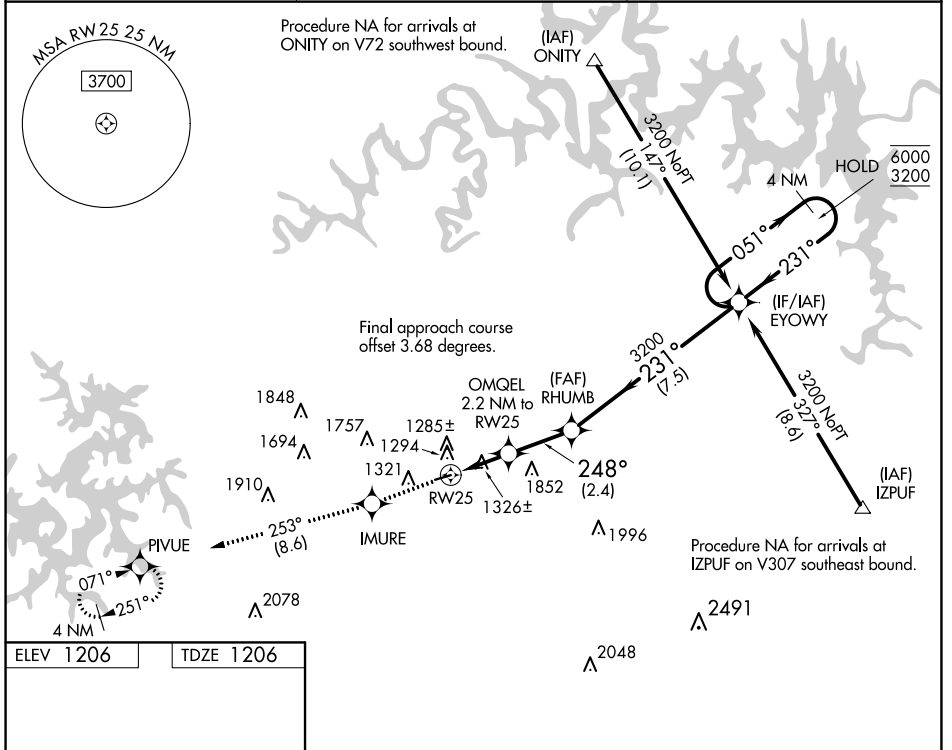 MSA RW25 25 NM
3700
Procedure NA for arrivals at
ONITY on V72 southwest bound.
(IAF)
ONITY
3200 NoPT
147°
(10.1)
HOLD
6000
3200
4 NM
051°
231°
(IF/IAF)
EYOWY
Final approach course
offset 3.68 degrees.
3200
231°
(7.5)
OMQEL
2.2 NM to
RW25
(FAF)
RHUMB
3200 NoPT
327°
(8.6)
1848
1757
1285±
1694
1294
1321
1910
RW25
1326±
1852
248°
(2.4)
(IAF)
IZPUF
253°
(8.6)
IMURE
1996
PIVUE
Procedure NA for arrivals at
IZPUF on V307 southeast bound.
071°
251°
4 NM
2078
2491
2048
ELEV 1206
TDZE 1206